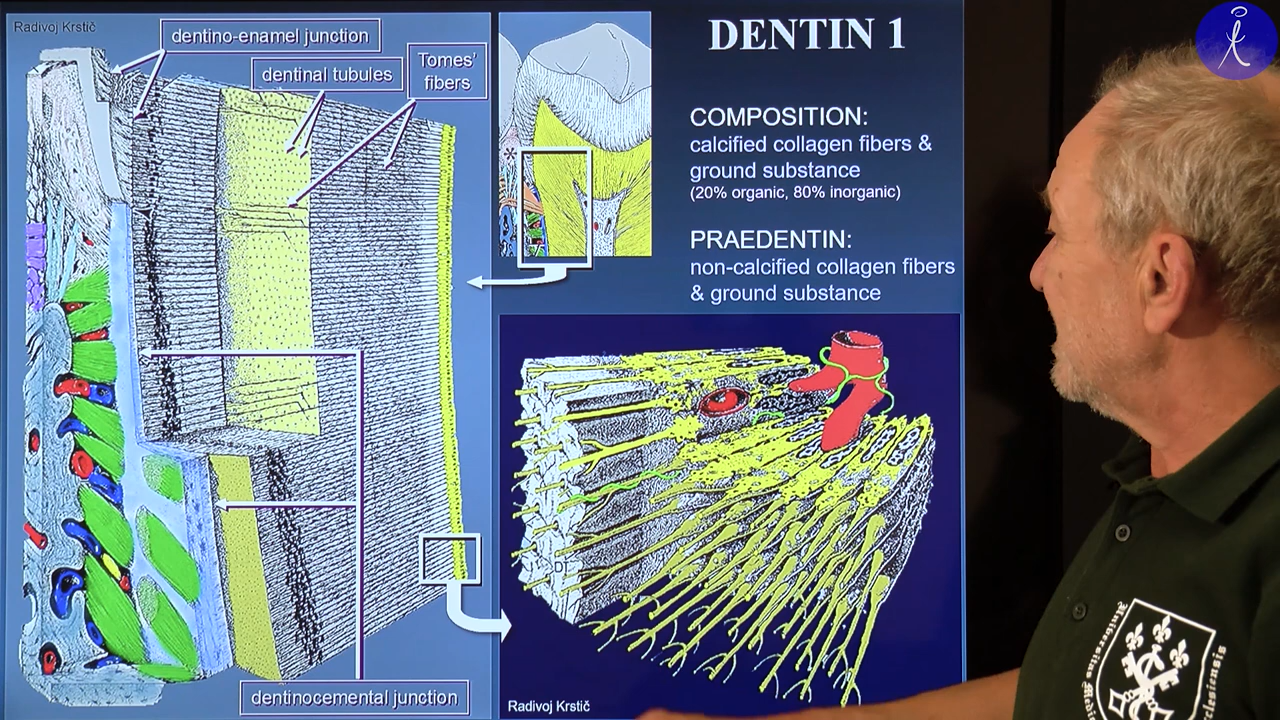 Radivoj Krstič
dentino-enamel junction
dentinal tubules
Tomes'
fibers
dentinocemental junction
DENTIN 1
COMPOSITION:
calcified collagen fibers &
ground substance
(20% organic, 80% inorganic)
PRAEDENTIN:
non-calcified collagen fibers
& ground substance
D
Radivoj Krstič
Universitas